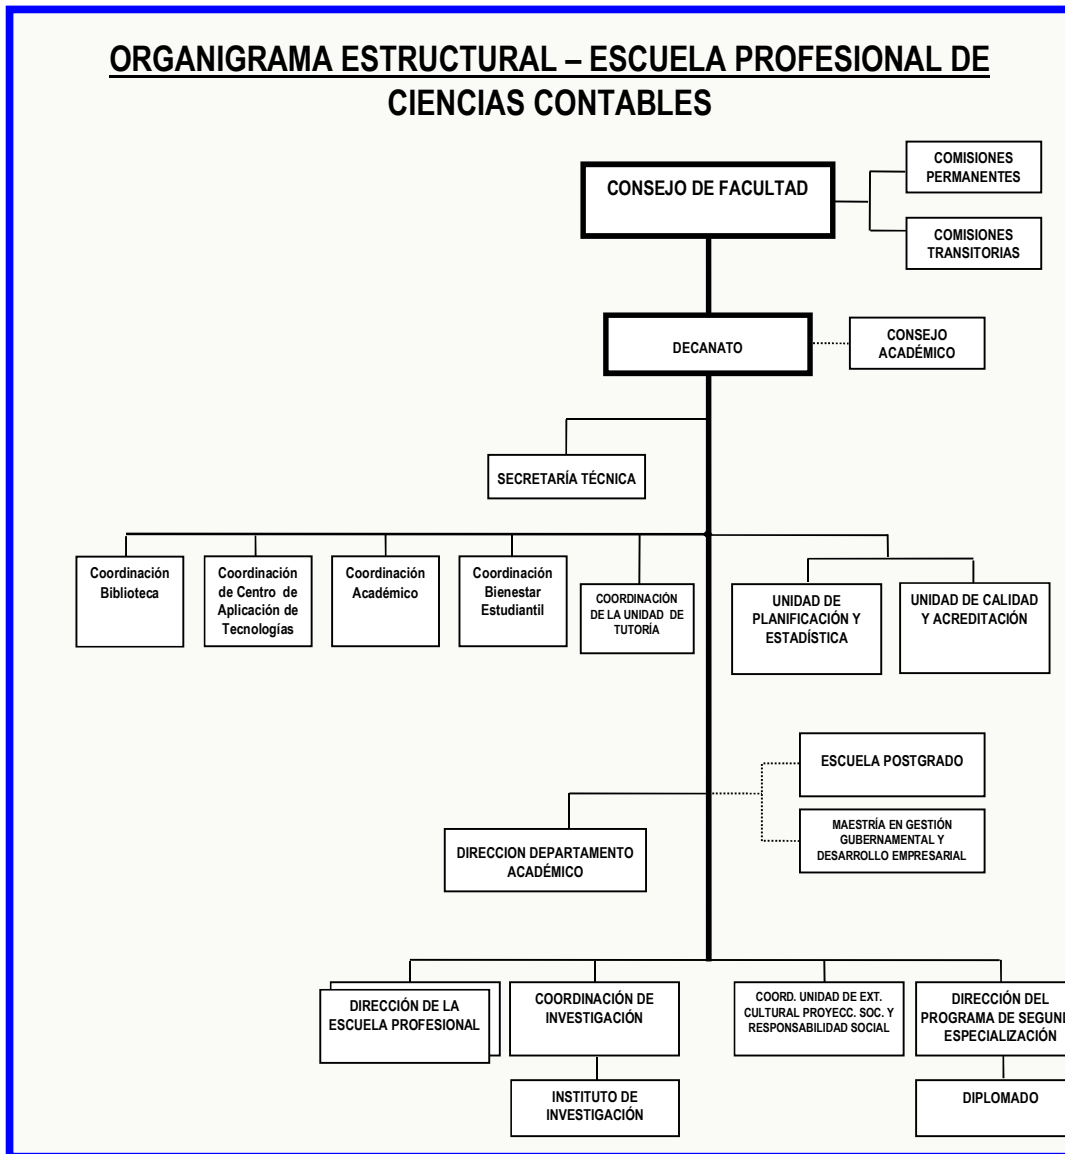 ORGANIGRAMA ESTRUCTURAL – ESCUELA PROFESIONAL DE
CIENCIAS CONTABLES
CONSEJO DE FACULTAD
COMISIONES
PERMANENTES
COMISIONES
TRANSITORIAS
DECANATO
CONSEJO
ACADÉMICO
SECRETARÍA TÉCNICA
Coordinación
Biblioteca
Coordinación
de Centro de
Aplicación de
Tecnologías
Coordinación
Académico
Coordinación
Bienestar
Estudiantil
COORDINACIÓN
DE LA UNIDAD DE
TUTORÍA
UNIDAD DE
PLANIFICACIÓN Y
ESTADÍSTICA
UNIDAD DE CALIDAD
Y ACREDITACIÓN
ESCUELA POSTGRADO
MAESTRÍA EN GESTIÓN
GUBERNAMENTAL Y
DESARROLLO EMPRESARIAL
DIRECCION DEPARTAMENTO
ACADÉMICO
DIRECCIÓN DE LA
ESCUELA PROFESIONAL
COORDINACIÓN DE
INVESTIGACIÓN
COORD. UNIDAD DE EXT.
CULTURAL PROYECC. SOC. Y
RESPONSABILIDAD SOCIAL
DIRECCIÓN DEL
PROGRAMA DE
ESPECIALIZACIÓN
INSTITUTO DE
INVESTIGACIÓN
DIPLOMADO